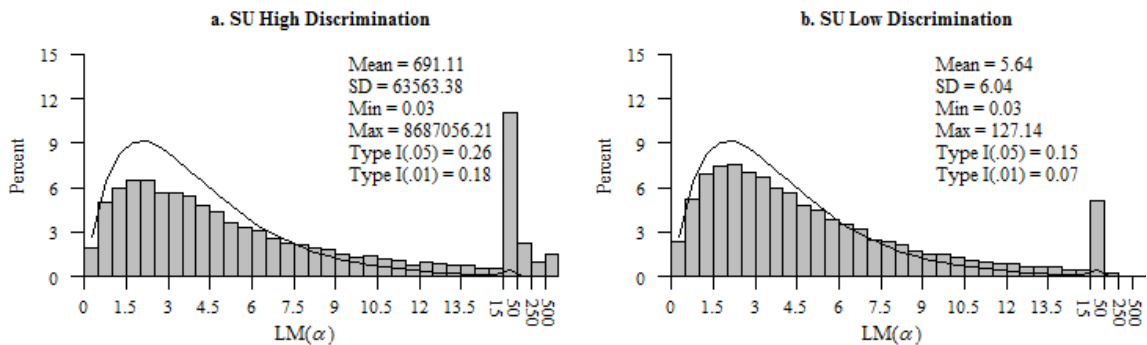 a. SU High Discrimination
15
12
9
6
3
0
Percent
Mean = 691.11
SD = 63563.38
Min = 0.03
Max = 8687056.21
Type I(.05) = 0.26
Type I(.01) = 0.18
0 1.5 3 4.5 6 7.5 9 10.5 12 13.5 15 50 250 500
LM(α)
b. SU Low Discrimination
15
12
9
6
3
0
Percent
Mean = 5.64
SD = 6.04
Min = 0.03
Max = 127.14
Type I(.05) = 0.15
Type I(.01) = 0.07
0 1.5 3 4.5 6 7.5 9 10.5 12 13.5 15 50 250 500
LM(α)